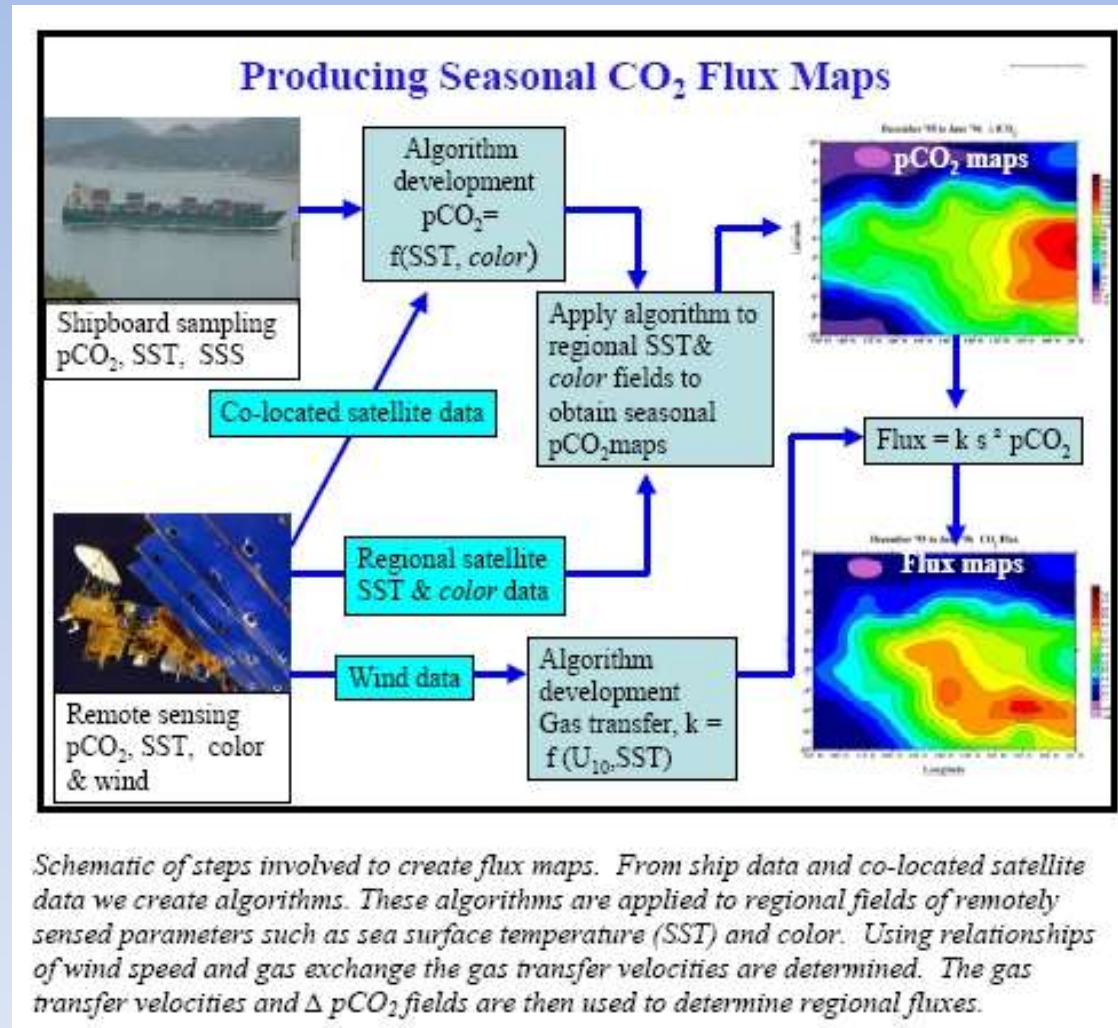 Producing Seasonal CO₂ Flux Maps
Algorithm
development
pCO₂=
f(SST, color)
Shipboard sampling
pCO₂, SST, SSS
Co-located satellite data
Apply algorithm to
regional SST&
color fields to
obtain seasonal
pCO₂maps
pCO₂ maps
Latitude
Flux = k s ² pCO₂
Regional satellite
SST & color data
Wind data
Algorithm
development
Gas transfer, k =
f (U₁₀,SST)
Remote sensing
pCO₂, SST, color
& wind
Flux maps
Longitude
Schematic of steps involved to create flux maps. From ship data and co-located satellite
data we create algorithms. These algorithms are applied to regional fields of remotely
sensed parameters such as sea surface temperature (SST) and color. Using relationships
of wind speed and gas exchange the gas transfer velocities are determined. The gas
transfer velocities and Δ pCO₂ fields are then used to determine regional fluxes.